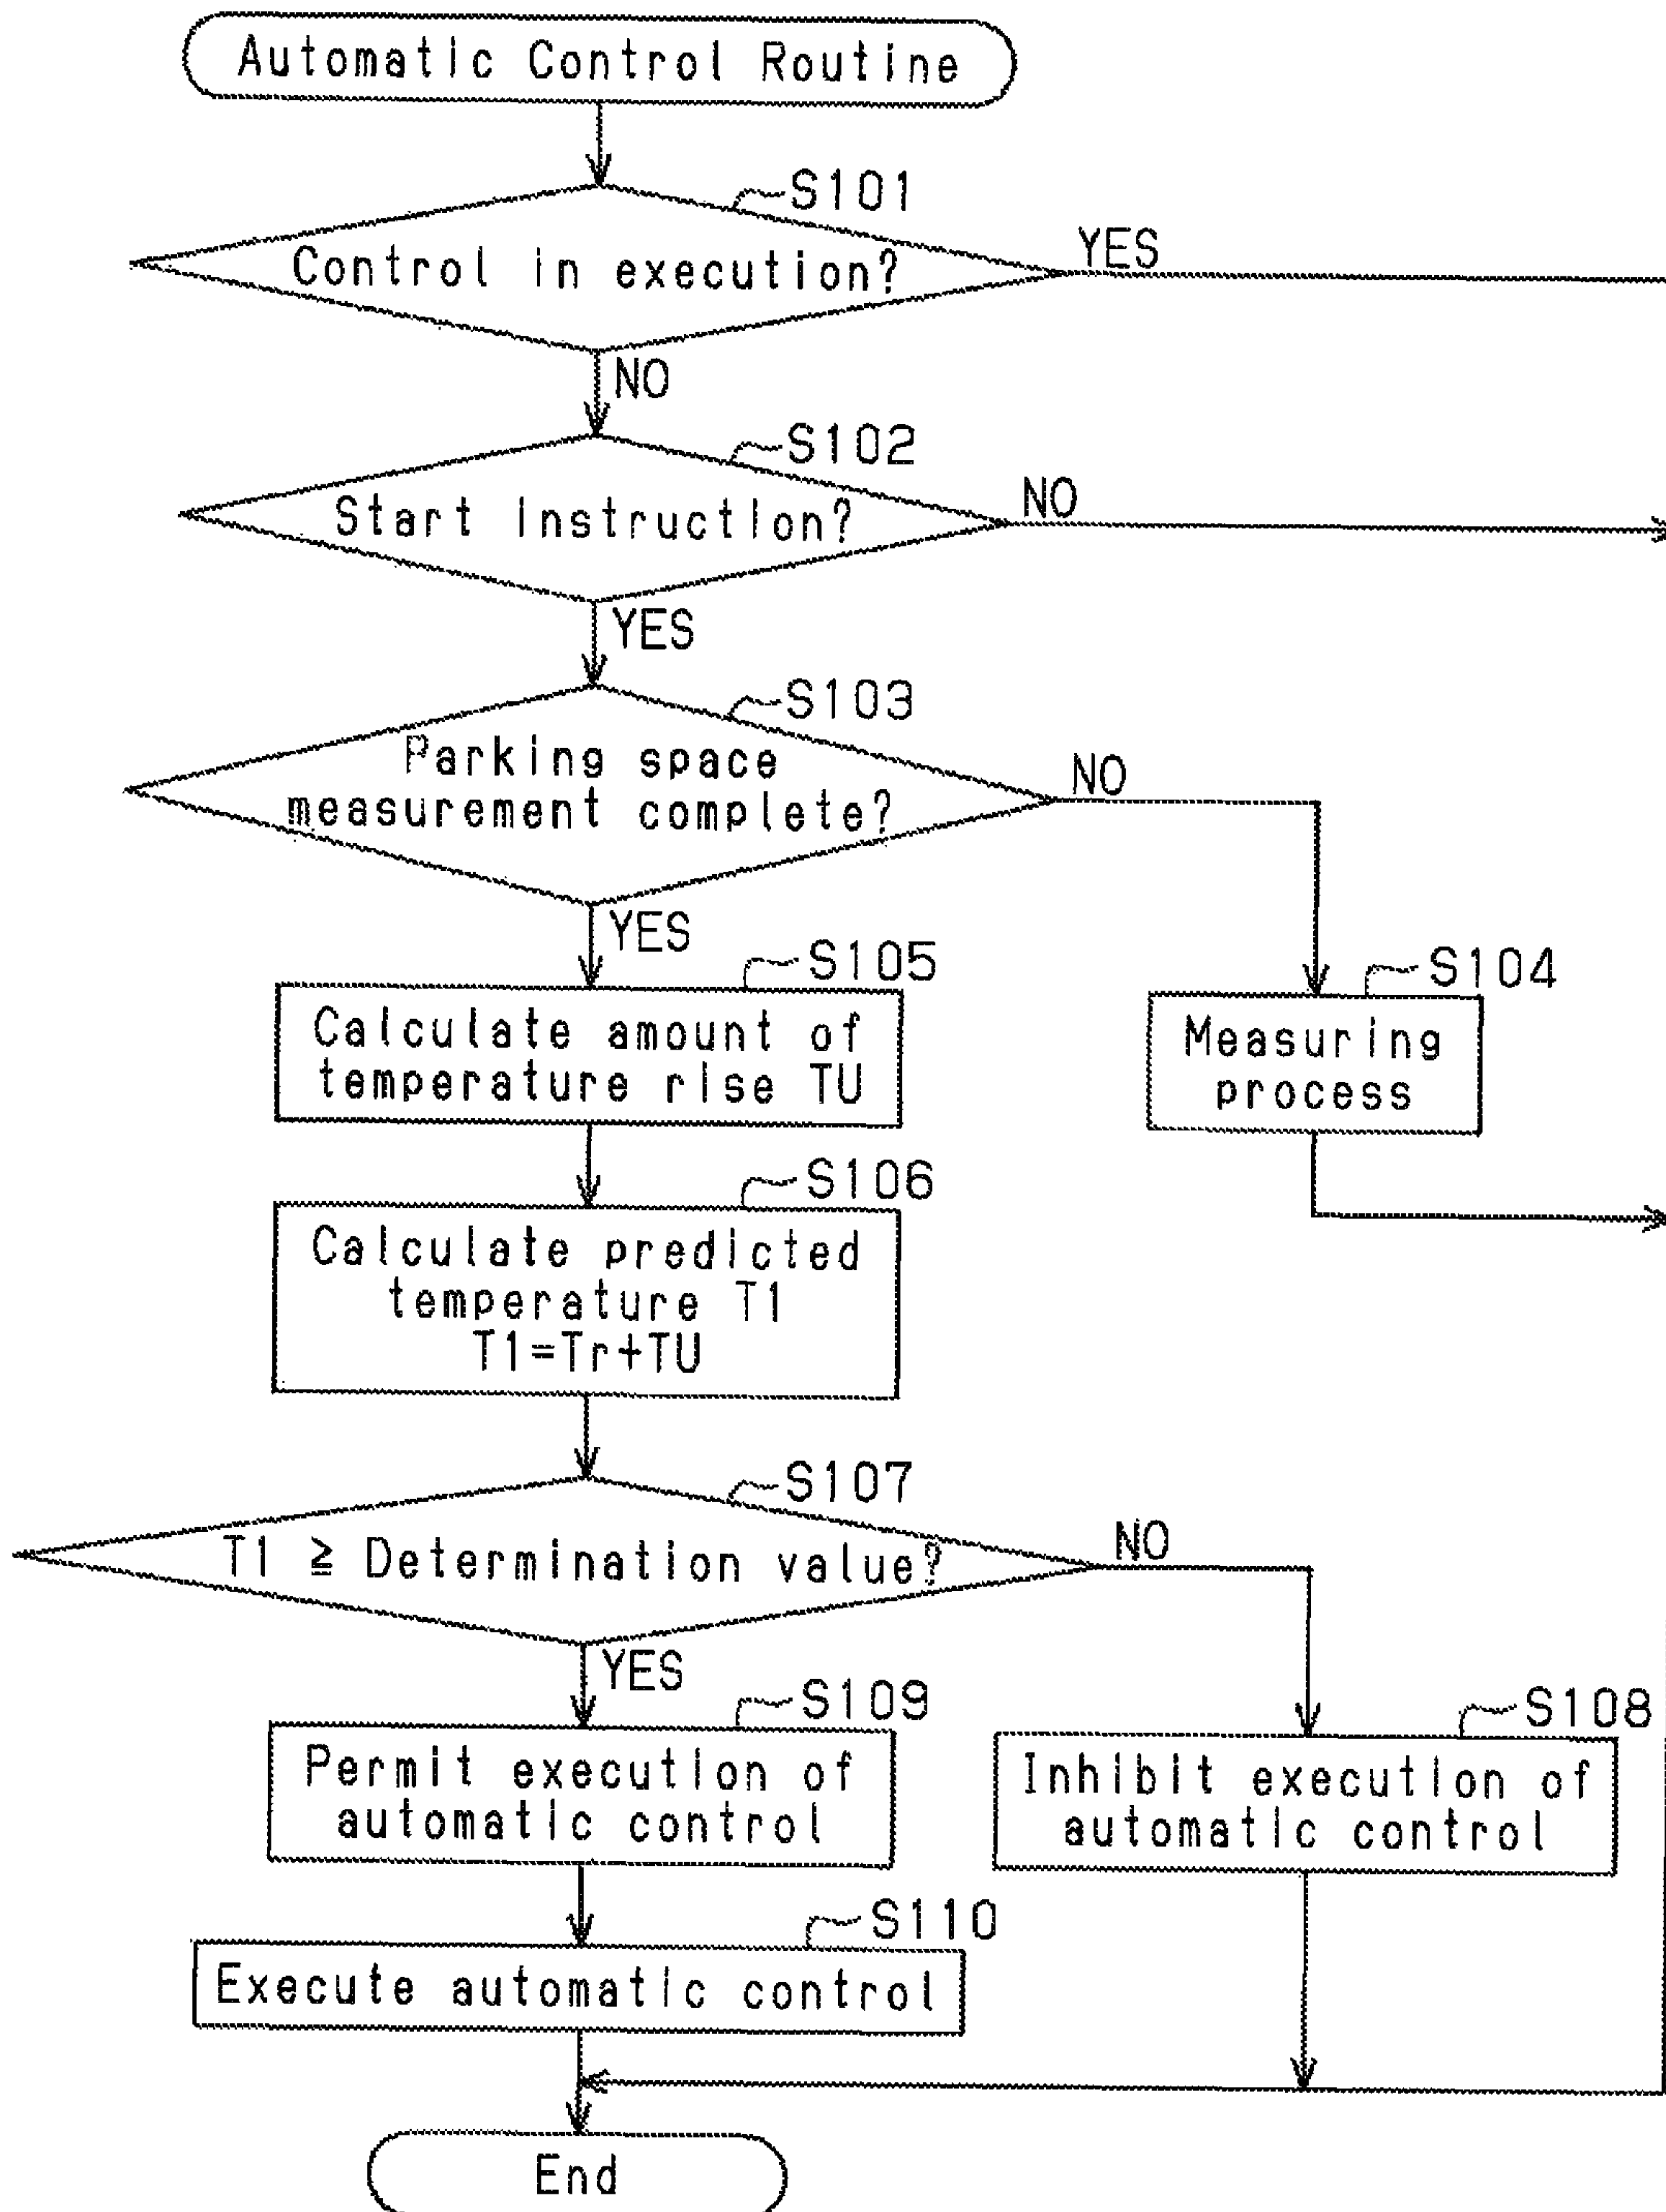 Automatic Control Routine
S101
Control in execution?
YES
NO
S102
Start instruction?
NO
YES
S103
Parking space
measurement complete?
NO
YES
S105
Calculate amount of
temperature rise TU
S104
Measuring
process
S106
Calculate predicted
temperature T1
T1=Tr+TU
S107
T1 ≧ Determination value?
NO
YES
S109
Permit execution of
automatic control
S108
Inhibit execution of
automatic control
S110
Execute automatic control
End